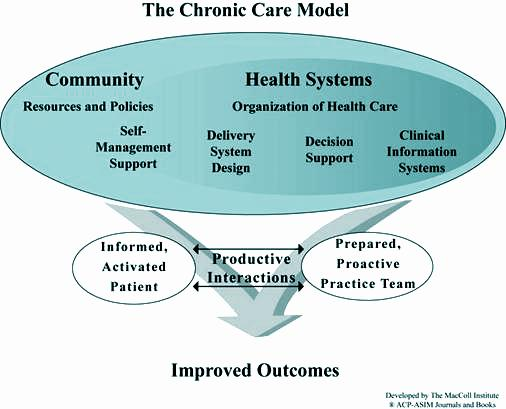 The Chronic Care Model
Community
Health Systems
Resources and Policies
Organization of Health Care
Self-
Management
Support
Delivery
System
Design
Decision
Support
Clinical
Information
Systems
Informed,
Activated
Patient
Productive
Interactions
Prepared,
Proactive
Practice Team
Improved Outcomes
Developed by The MacColl Institute
® ACP-ASIM Journals and Books